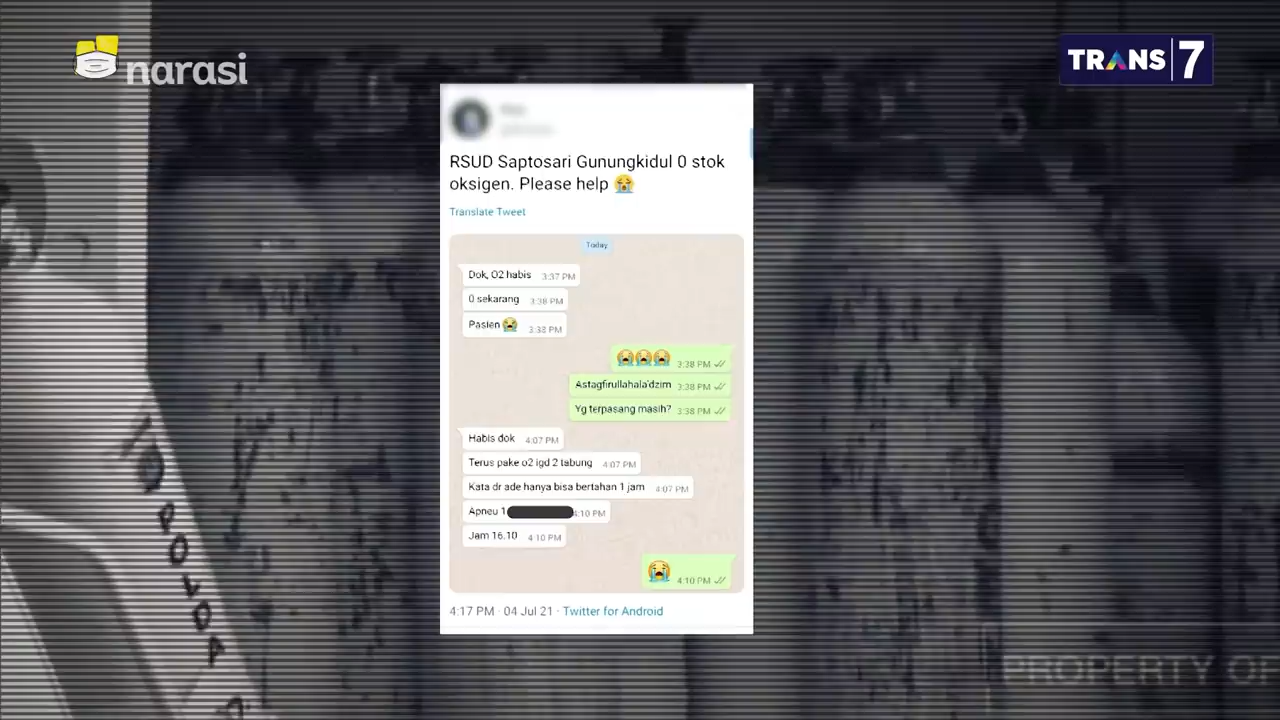 narasi
TRANS 7
RSUD Saptosari Gunungkidul 0 stok
oksigen. Please help 😭
Translate Tweet
Today
Dok, O2 habis 3:37 PM
0 sekarang 3:38 PM
Pasien 😭 3:38 PM
😭😭😭 3:38 PM
Astagfirullahala'dzim 3:38 PM
Yg terpasang masih? 3:38 PM
Habis dok 4:07 PM
Terus pake o2 igd 2 tabung 4:07 PM
Kata dr ade hanya bisa bertahan 1 jam 4:07 PM
Apneu 1 4:10 PM
Jam 16.10 4:10 PM
😭 4:10 PM
4:17 PM · 04 Jul 21 · Twitter for Android
POLDA
PROPERTY OF